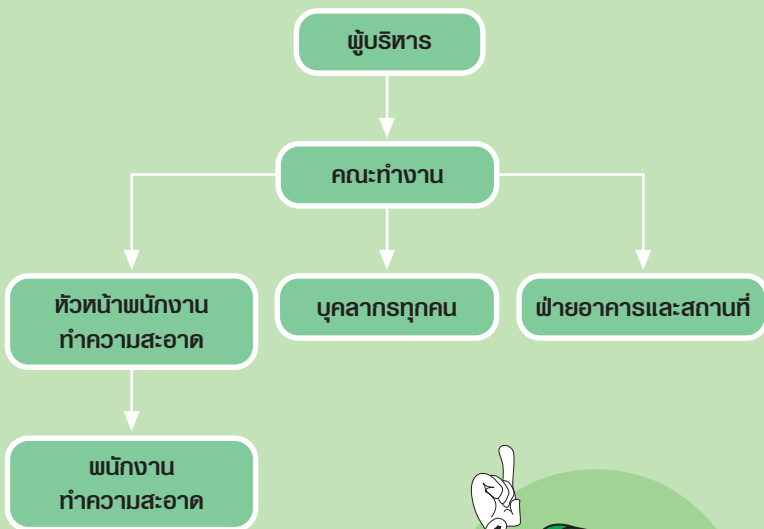 ผู้บริหาร
คณะทำงาน
หัวหน้าพนักงาน
ทำความสะอาด
บุคลากรทุกคน
ฝ่ายอาคารและสถานที่
พนักงาน
ทำความสะอาด